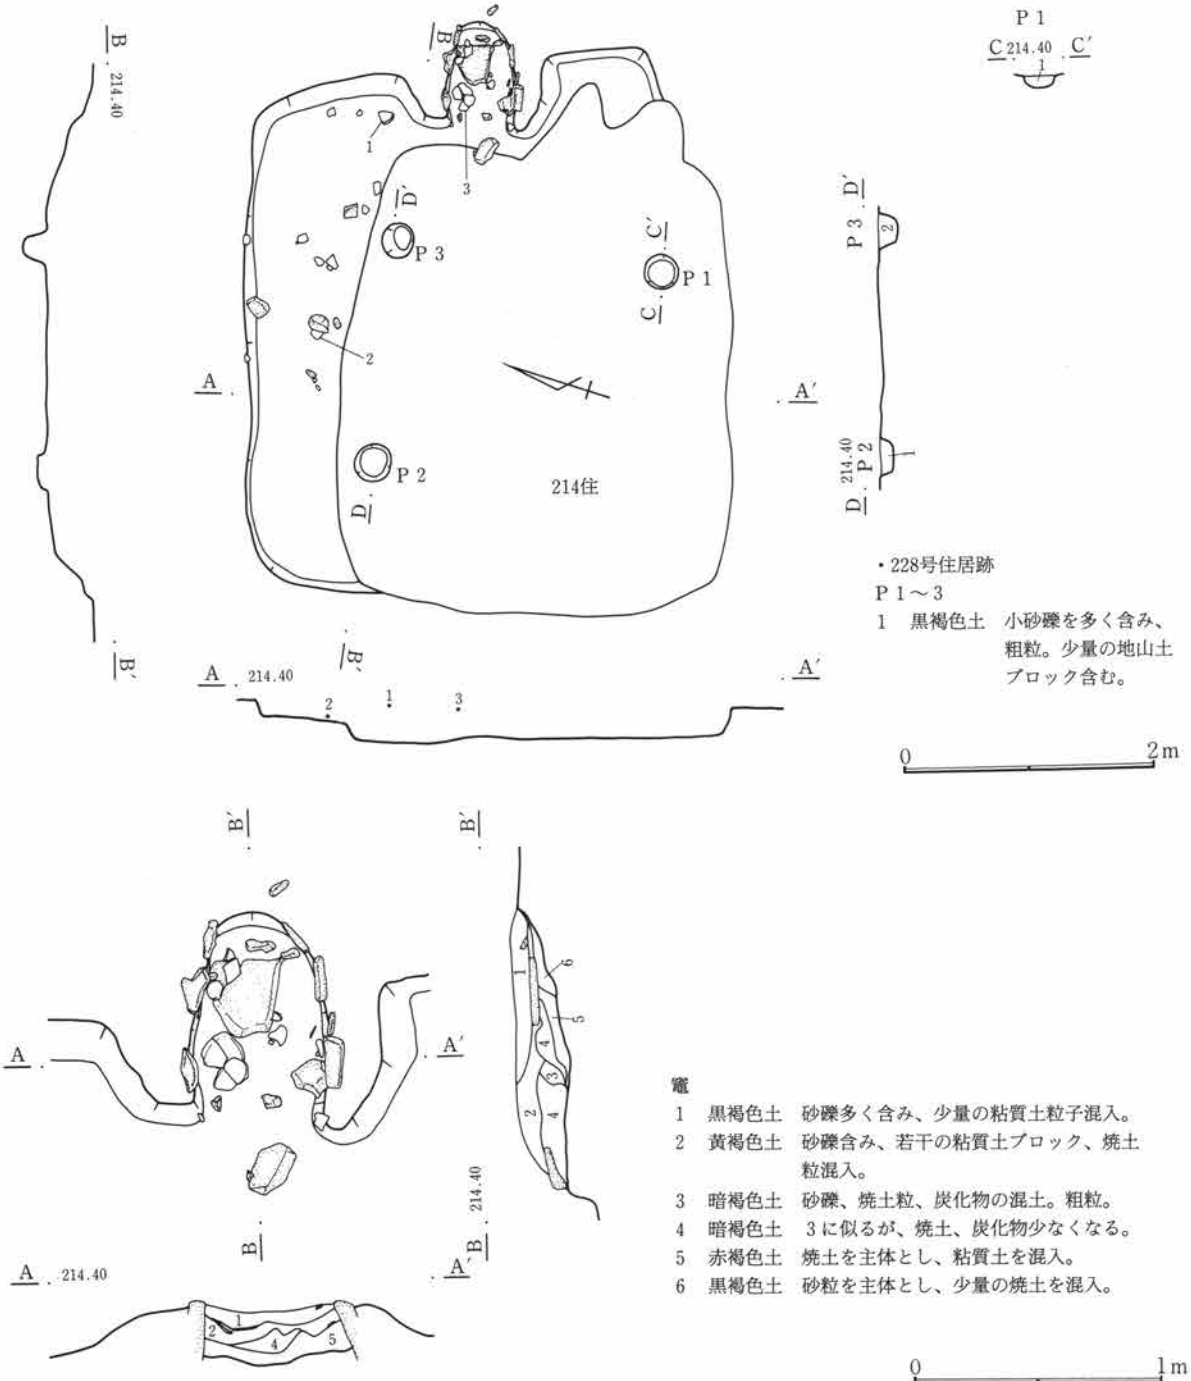 P 1
C 214.40 C′
1
B
214.40
B
1
3
D′
P 3
C′
P 1
C
2
A
A′
P 2
D
214住
D′
P 3
2
214.40
P 2
1
D
B′
B′
A 214.40
A′
2
1
3
・228号住居跡
P 1～3
1 黒褐色土 小砂礫を多く含み、
粗粒。少量の地山土
ブロック含む。
0 2m
B′
B′
A
A′
B
1
6
5
4
3
2
4
B 214.40
A 214.40
A′
1
2
4
5
竈
1 黒褐色土 砂礫多く含み、少量の粘質土粒子混入。
2 黄褐色土 砂礫含み、若干の粘質土ブロック、焼土
粒混入。
3 暗褐色土 砂礫、焼土粒、炭化物の混土。粗粒。
4 暗褐色土 3に似るが、焼土、炭化物少なくなる。
5 赤褐色土 焼土を主体とし、粘質土を混入。
6 黒褐色土 砂粒を主体とし、少量の焼土を混入。
0 1m